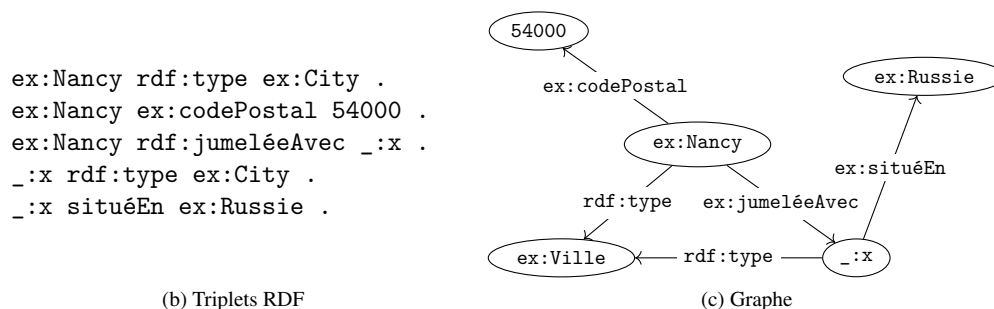 ex:Nancy rdf:type ex:City .
ex:Nancy ex:codePostal 54000 .
ex:Nancy rdf:jumeléeAvec _:x .
_:x rdf:type ex:City .
_:x situéEn ex:Russie .
(b) Triplets RDF
54000
ex:codePostal
ex:Russie
ex:Nancy
ex:situéEn
rdf:type
ex:jumeléeAvec
ex:Ville
rdf:type
_:x
(c) Graphe